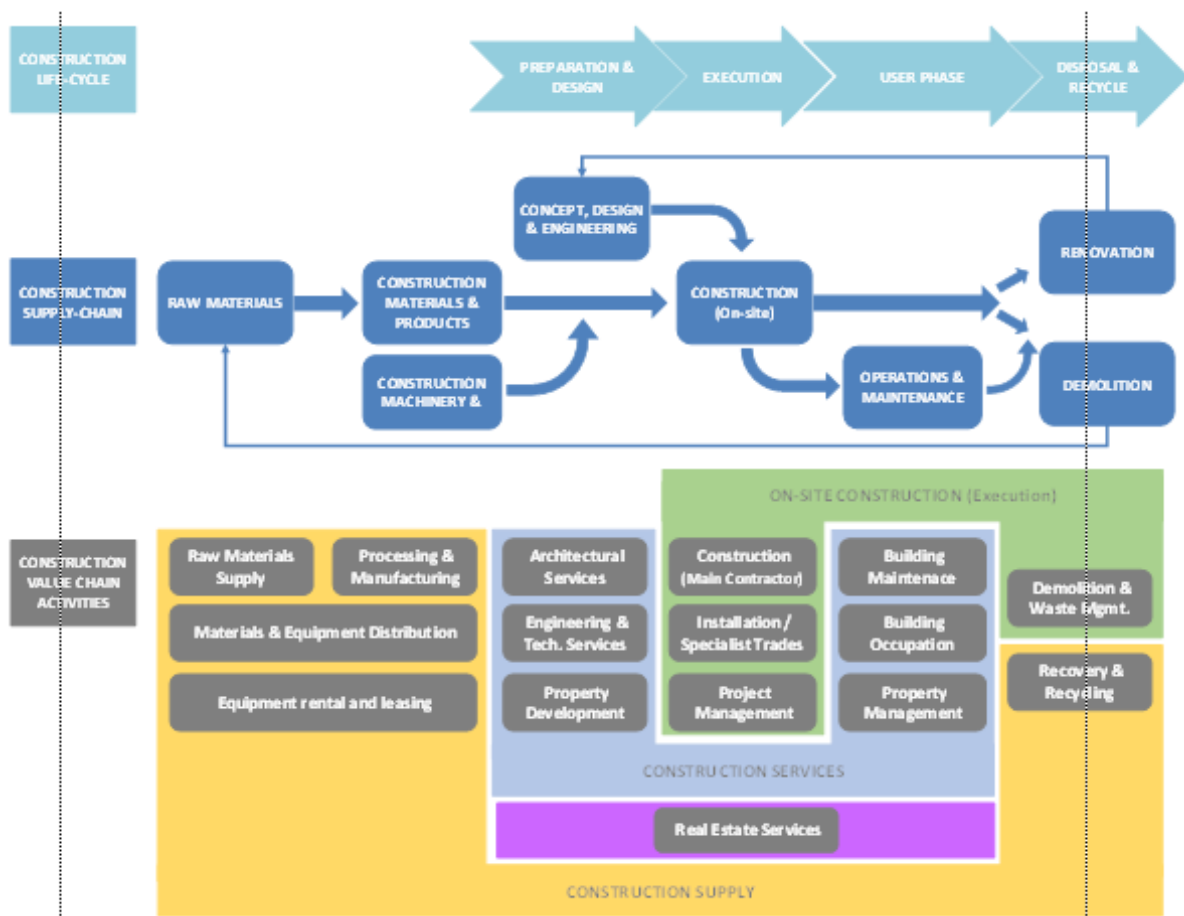 CONSTRUCTION
LIFE-CYCLE
PREPARATION &
DESIGN
EXECUTION
USER PHASE
DISPOSAL &
RECYCLE
CONSTRUCTION
SUPPLY-CHAIN
RAW MATERIALS
CONSTRUCTION
MATERIALS &
PRODUCTS
CONSTRUCTION
MACHINERY &
CONCEPT, DESIGN
& ENGINEERING
CONSTRUCTION
(On-site)
OPERATIONS &
MAINTENANCE
RENOVATION
DEMOLITION
CONSTRUCTION
VALUE CHAIN
ACTIVITIES
ON-SITE CONSTRUCTION (Execution)
Raw Materials
Supply
Processing &
Manufacturing
Materials & Equipment Distribution
Equipment rental and leasing
Architectural
Services
Engineering &
Tech. Services
Property
Development
Construction
(Main Contractor)
Installation /
Specialist Trades
Project
Management
Building
Maintenace
Building
Occupation
Property
Management
Demolition &
Waste Mgmt.
Recovery &
Recycling
CONSTRUCTION SERVICES
Real Estate Services
CONSTRUCTION SUPPLY